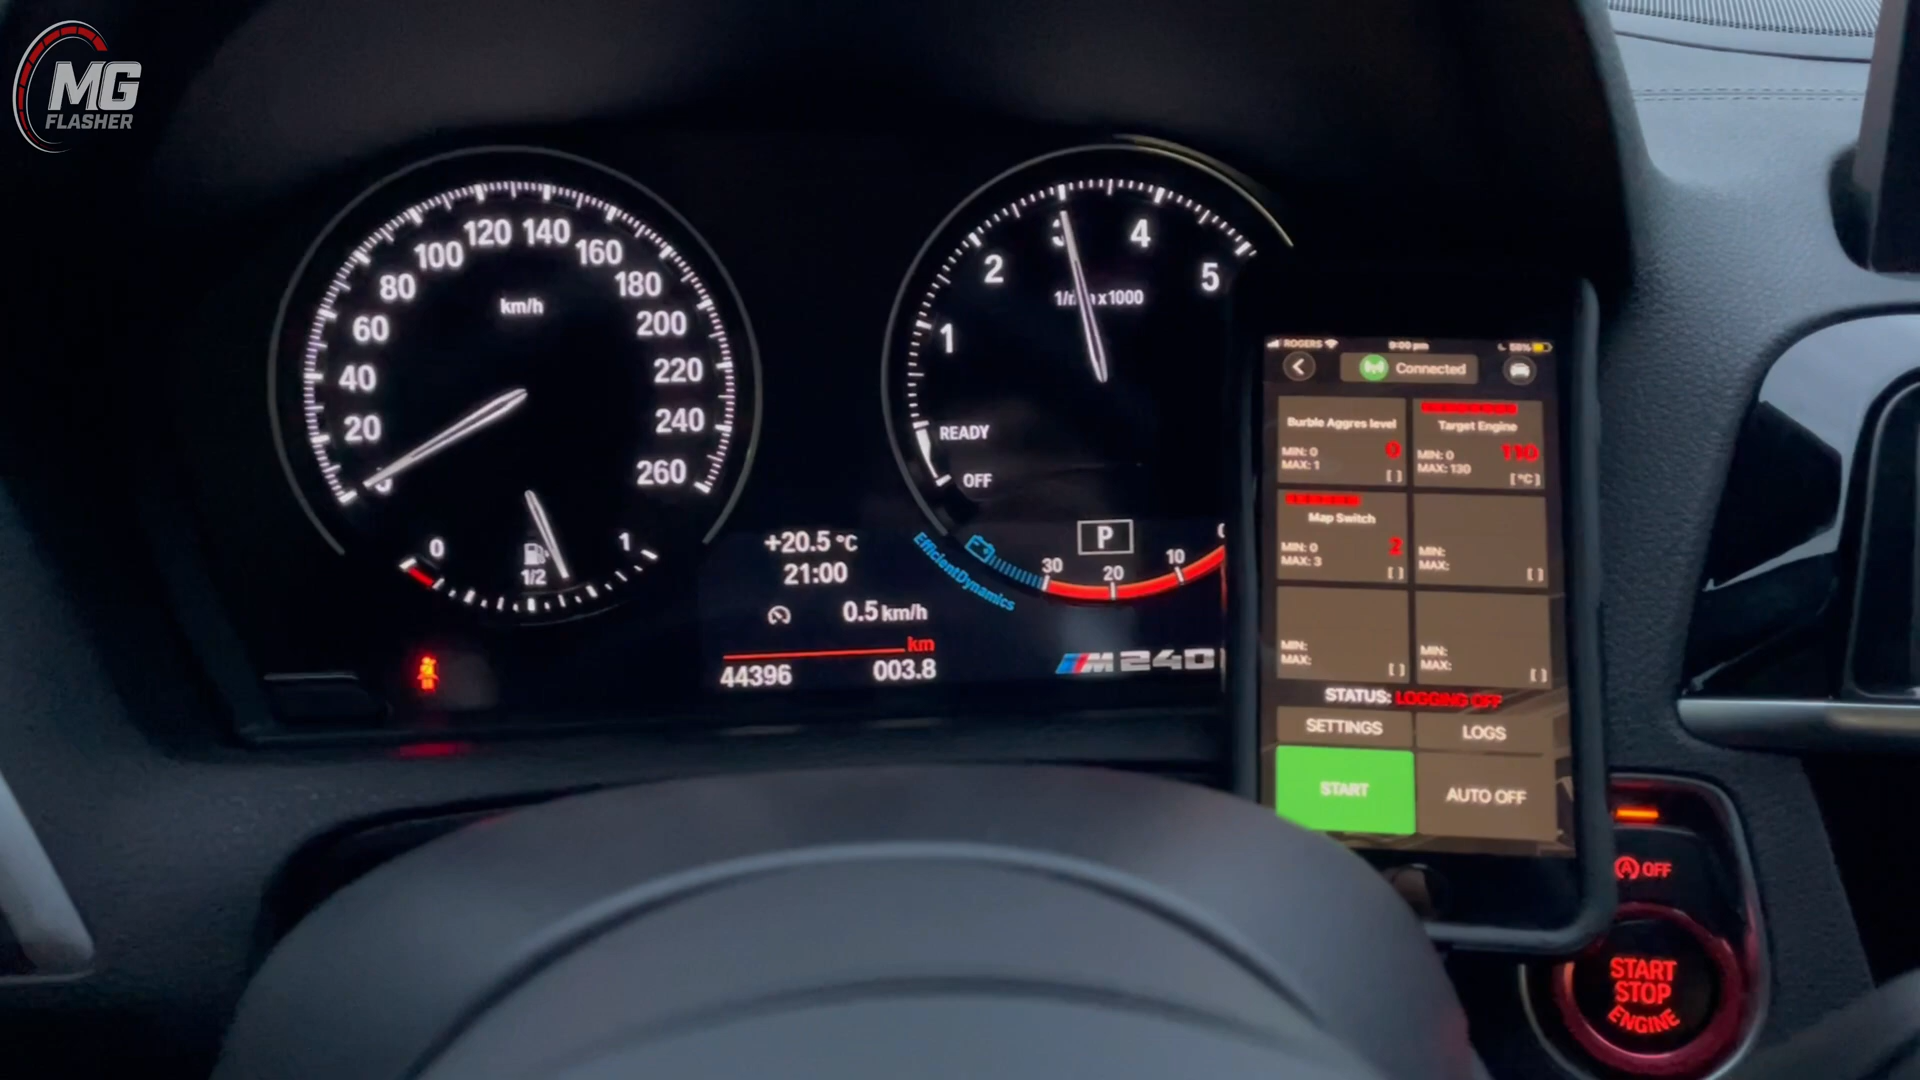 MG
FLASHER
120 140
100 160
80 180
km/h
60 200
40 220
20 240
0 260
0 1
1/2
+20.5 °C
21:00
0.5 km/h
km
44396 003.8
3 4
2 5
1/min x1000
1
READY
OFF
P
30 20 10 0
EfficientDynamics
M240
ROGERS 9:00 pm 58%
Connected
Burble Aggres level
MIN: 0 0
MAX: 1 [ ]
Target Engine
MIN: 0 110
MAX: 130 [ °C ]
Map Switch
MIN: 0 2
MAX: 3 [ ]
MIN:
MAX: [ ]
MIN:
MAX: [ ]
MIN:
MAX: [ ]
STATUS: LOGGING OFF
SETTINGS LOGS
START AUTO OFF
A OFF
START
STOP
ENGINE